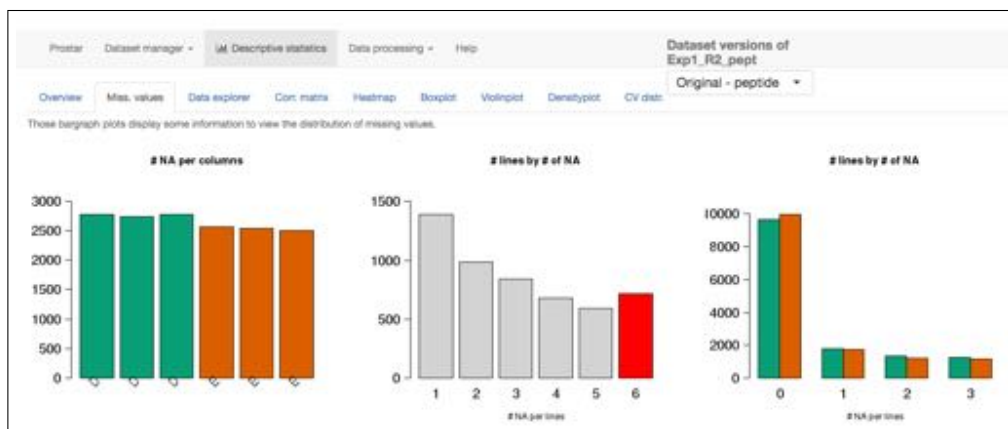 Prostar Dataset manager Descriptive statistics Data processing Help
Dataset versions of
Exp1_R2_pept
Original - peptide
Overview Miss. values Data explorer Corr. matrix Heatmap Boxplot Violinplot Densityplot CV distr.
Those bargraph plots display some information to view the distribution of missing values.
# NA per columns
3000
2500
2000
1500
1000
500
0
D D D E E E
# lines by # of NA
1500
1000
500
0
1 2 3 4 5 6
# NA per lines
# lines by # of NA
10000
8000
6000
4000
2000
0
0 1 2 3
# NA per lines